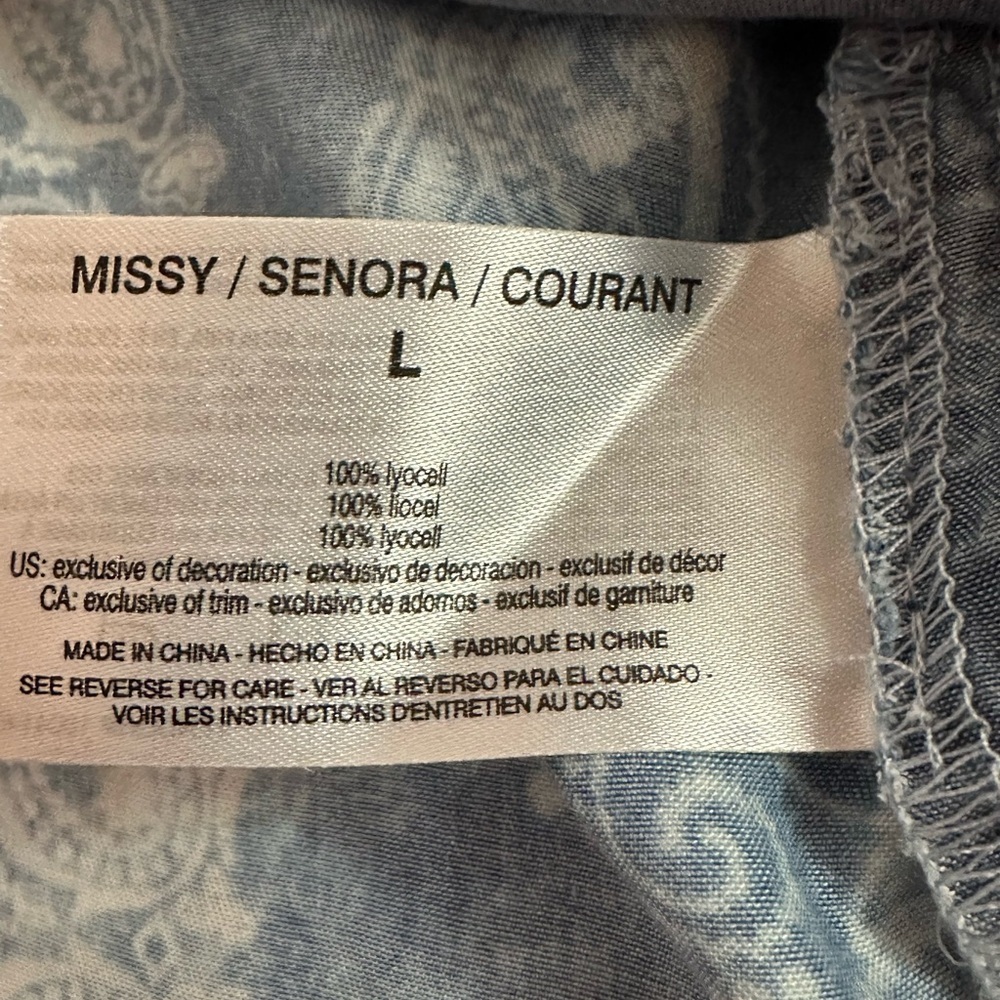 MISSY / SENORA / COURANT
L
100% lyocell
100% liocel
100% lyocell
US: exclusive of decoration - exclusivo de decoracion - exclusif de décor
CA: exclusive of trim - exclusivo de adornos - exclusif de garniture
MADE IN CHINA - HECHO EN CHINA - FABRIQUÉ EN CHINE
SEE REVERSE FOR CARE - VER AL REVERSO PARA EL CUIDADO -
VOIR LES INSTRUCTIONS D'ENTRETIEN AU DOS